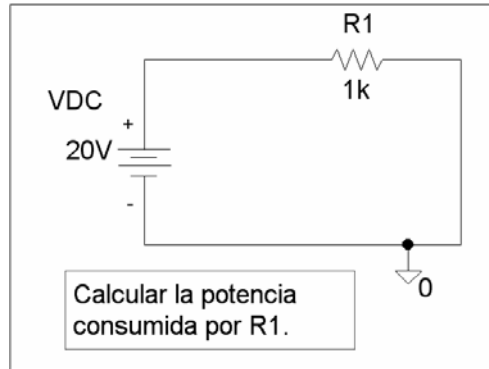 R1
1k
VDC
+
20V
-
0
Calcular la potencia
consumida por R1.